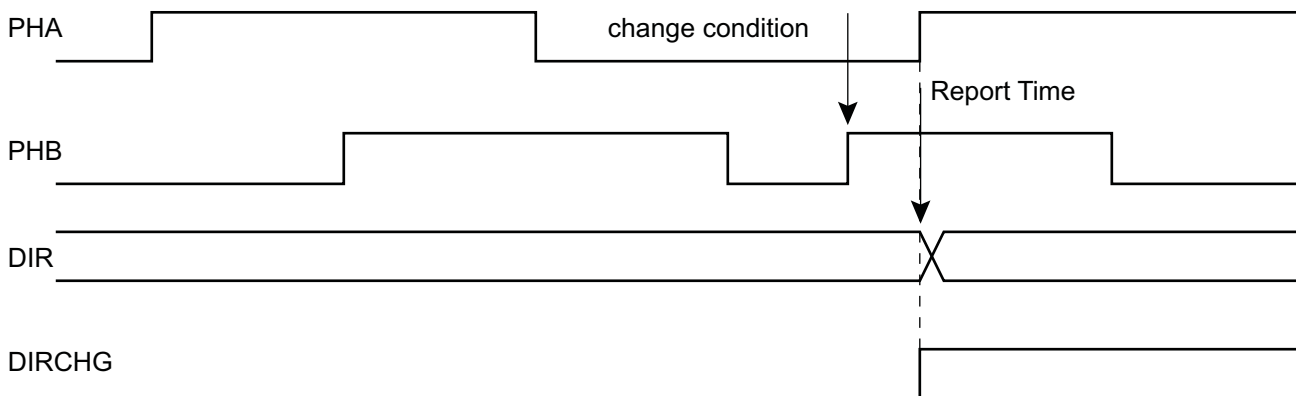 PHA
change condition
Report Time
PHB
DIR
DIRCHG